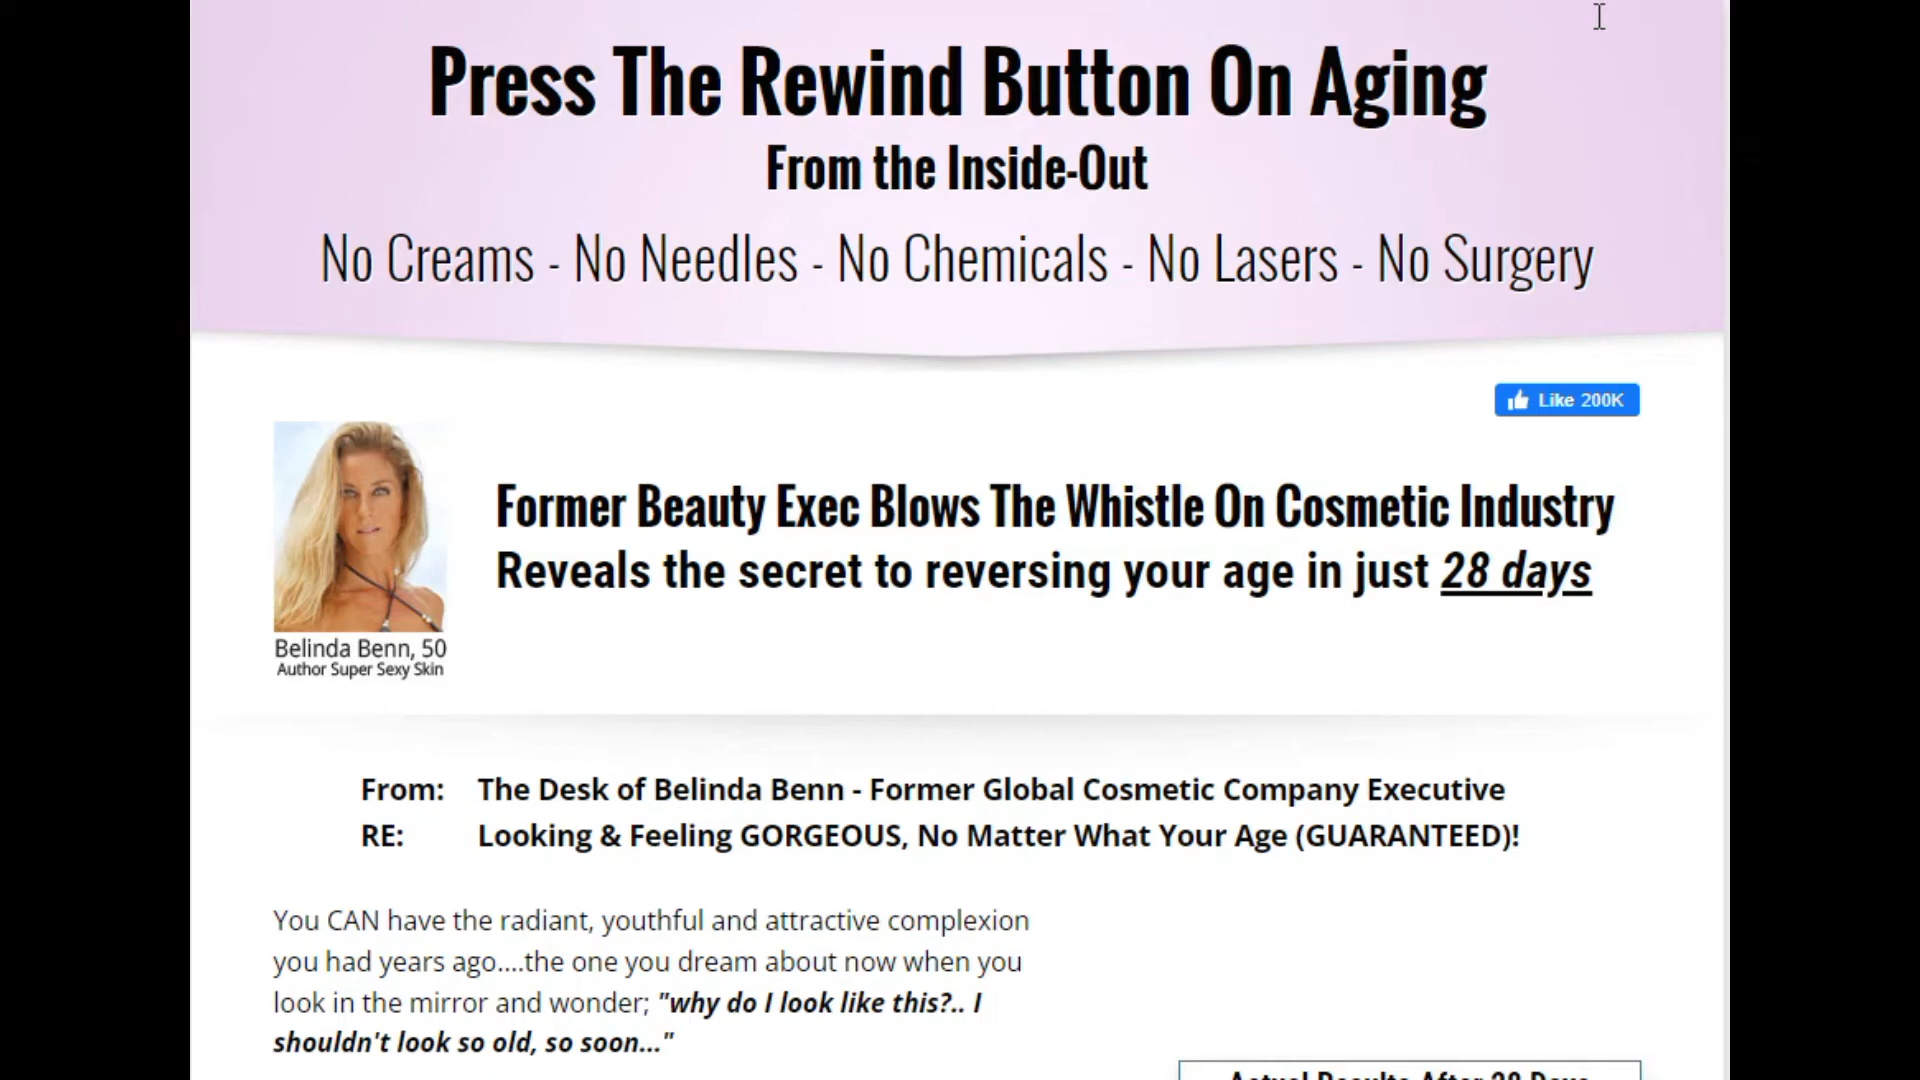 Press The Rewind Button On Aging
From the Inside-Out
No Creams - No Needles - No Chemicals - No Lasers - No Surgery
Like 200K
Former Beauty Exec Blows The Whistle On Cosmetic Industry
Reveals the secret to reversing your age in just 28 days
Belinda Benn, 50
Author Super Sexy Skin
From: The Desk of Belinda Benn - Former Global Cosmetic Company Executive
RE: Looking & Feeling GORGEOUS, No Matter What Your Age (GUARANTEED)!
You CAN have the radiant, youthful and attractive complexion
you had years ago....the one you dream about now when you
look in the mirror and wonder; "why do I look like this?.. I
shouldn't look so old, so soon..."
Actual Results After 28 Days